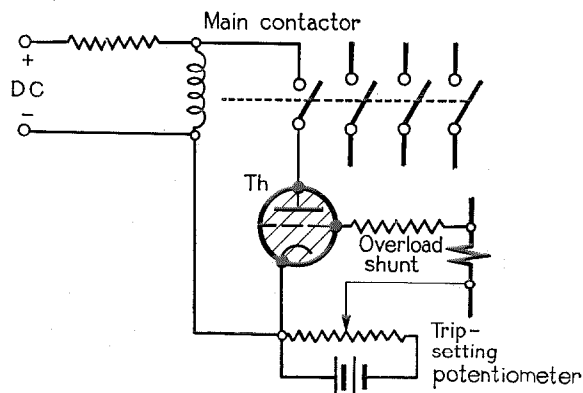 Main contactor
+
DC
-
Th
Overload
shunt
Trip-
setting
potentiometer